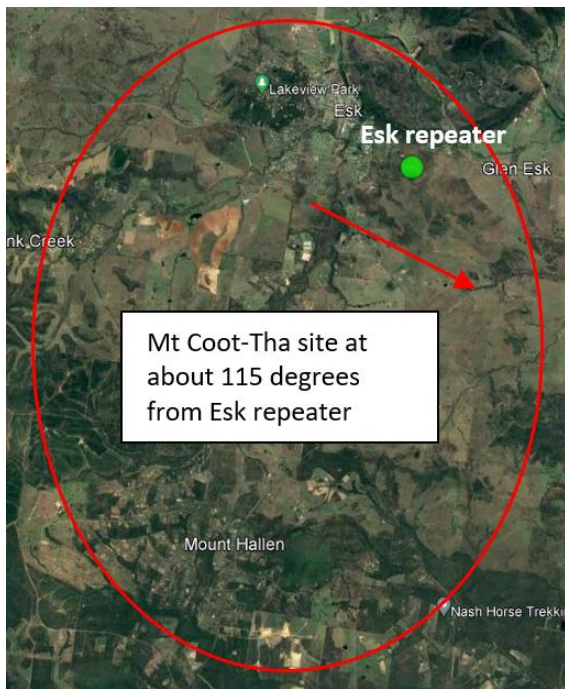 Lakeview Park
Esk
Esk repeater
Glen Esk
nk Creek
Mt Coot-Tha site at
about 115 degrees
from Esk repeater
Mount Hallen
Nash Horse Trekki